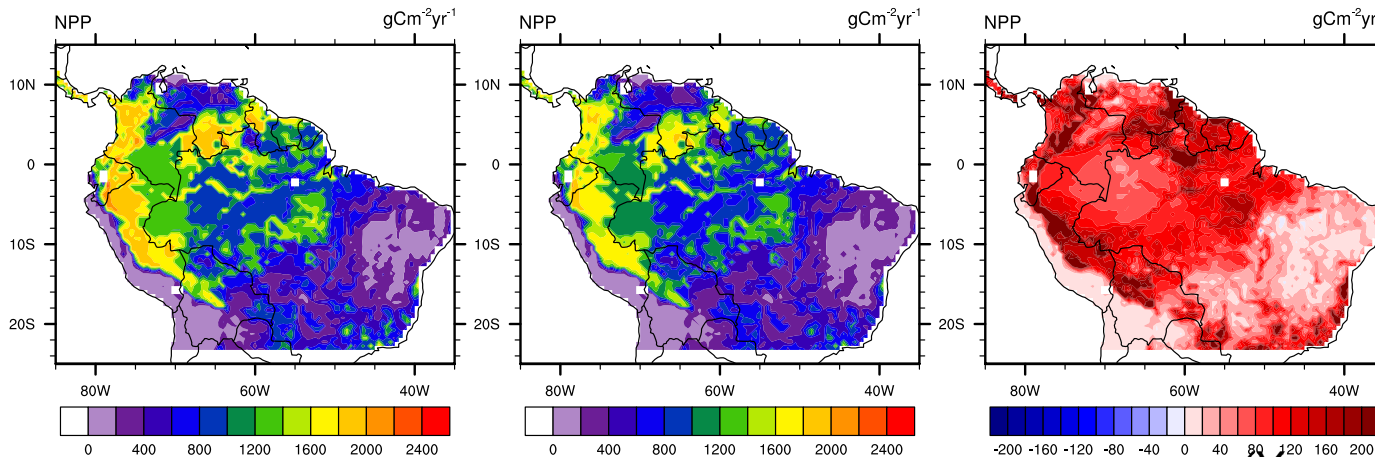 NPP gCm⁻²yr⁻¹ NPP gCm⁻²yr⁻¹ NPP gCm⁻²yr
10N 10N 10N
0 0 0
10S 10S 10S
20S 20S 20S
80W 60W 40W 80W 60W 40W 80W 60W 40W
0 400 800 1200 1600 2000 2400 0 400 800 1200 1600 2000 2400 -200 -160 -120 -80 -40 0 40 80 120 160 200